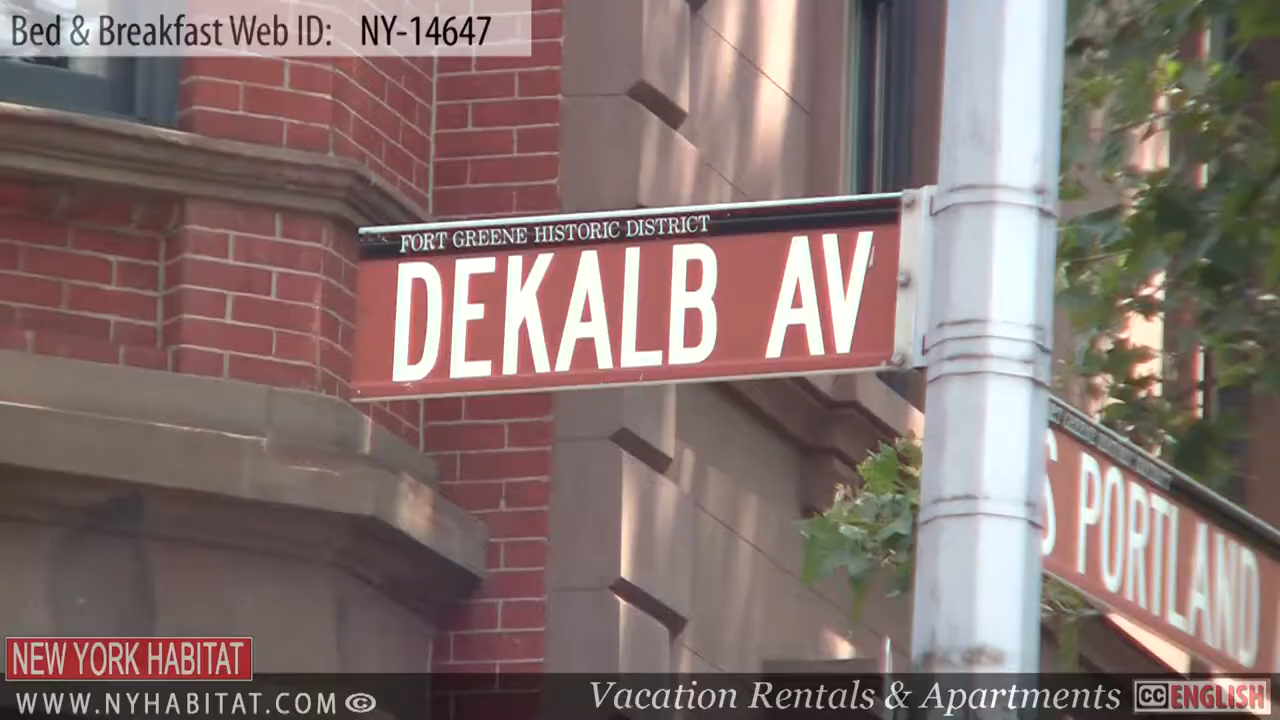 Bed & Breakfast Web ID: NY-14647
FORT GREENE HISTORIC DISTRICT
DEKALB AV
S PORTLAND
NEW YORK HABITAT
WWW.NYHABITAT.COM ©
Vacation Rentals & Apartments
CC ENGLISH